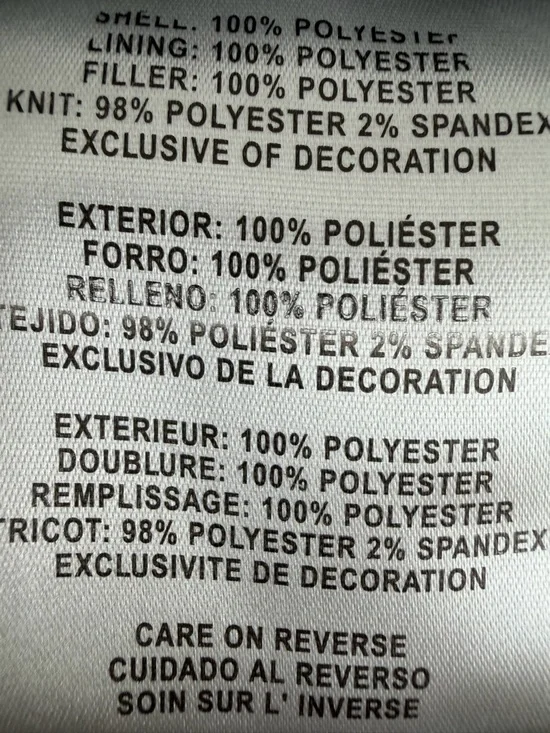 SHELL: 100% POLYESTER
LINING: 100% POLYESTER
FILLER: 100% POLYESTER
KNIT: 98% POLYESTER 2% SPANDEX
EXCLUSIVE OF DECORATION
EXTERIOR: 100% POLIÉSTER
FORRO: 100% POLIÉSTER
RELLENO: 100% POLIÉSTER
TEJIDO: 98% POLIÉSTER 2% SPANDE
EXCLUSIVO DE LA DECORATION
EXTERIEUR: 100% POLYESTER
DOUBLURE: 100% POLYESTER
REMPLISSAGE: 100% POLYESTER
TRICOT: 98% POLYESTER 2% SPANDEX
EXCLUSIVITE DE DECORATION
CARE ON REVERSE
CUIDADO AL REVERSO
SOIN SUR L' INVERSE